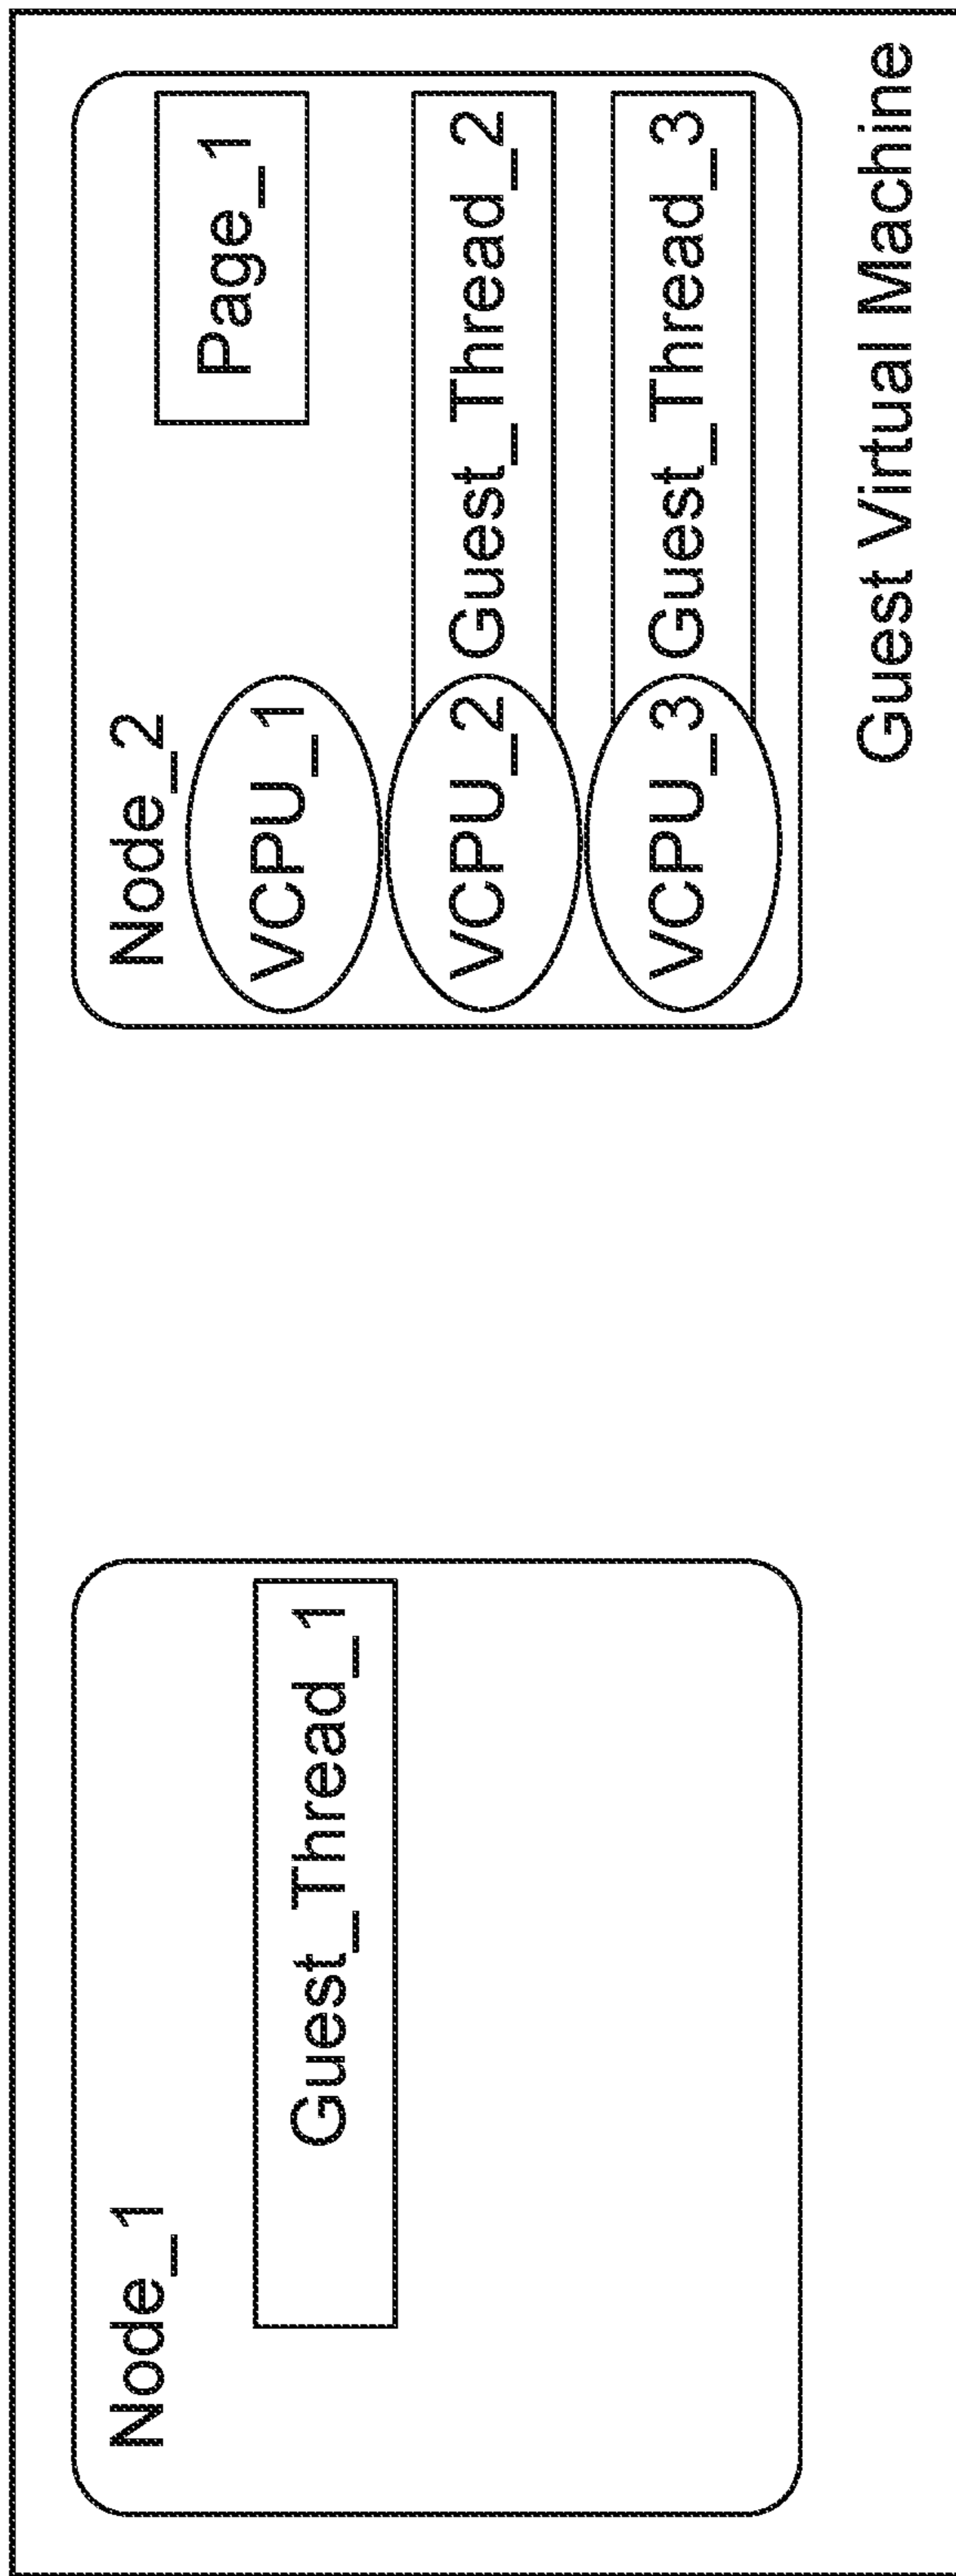 Node_1
Guest_Thread_1
Node_2
VCPU_1
Page_1
VCPU_2 Guest_Thread_2
VCPU_3 Guest_Thread_3
Guest Virtual Machine